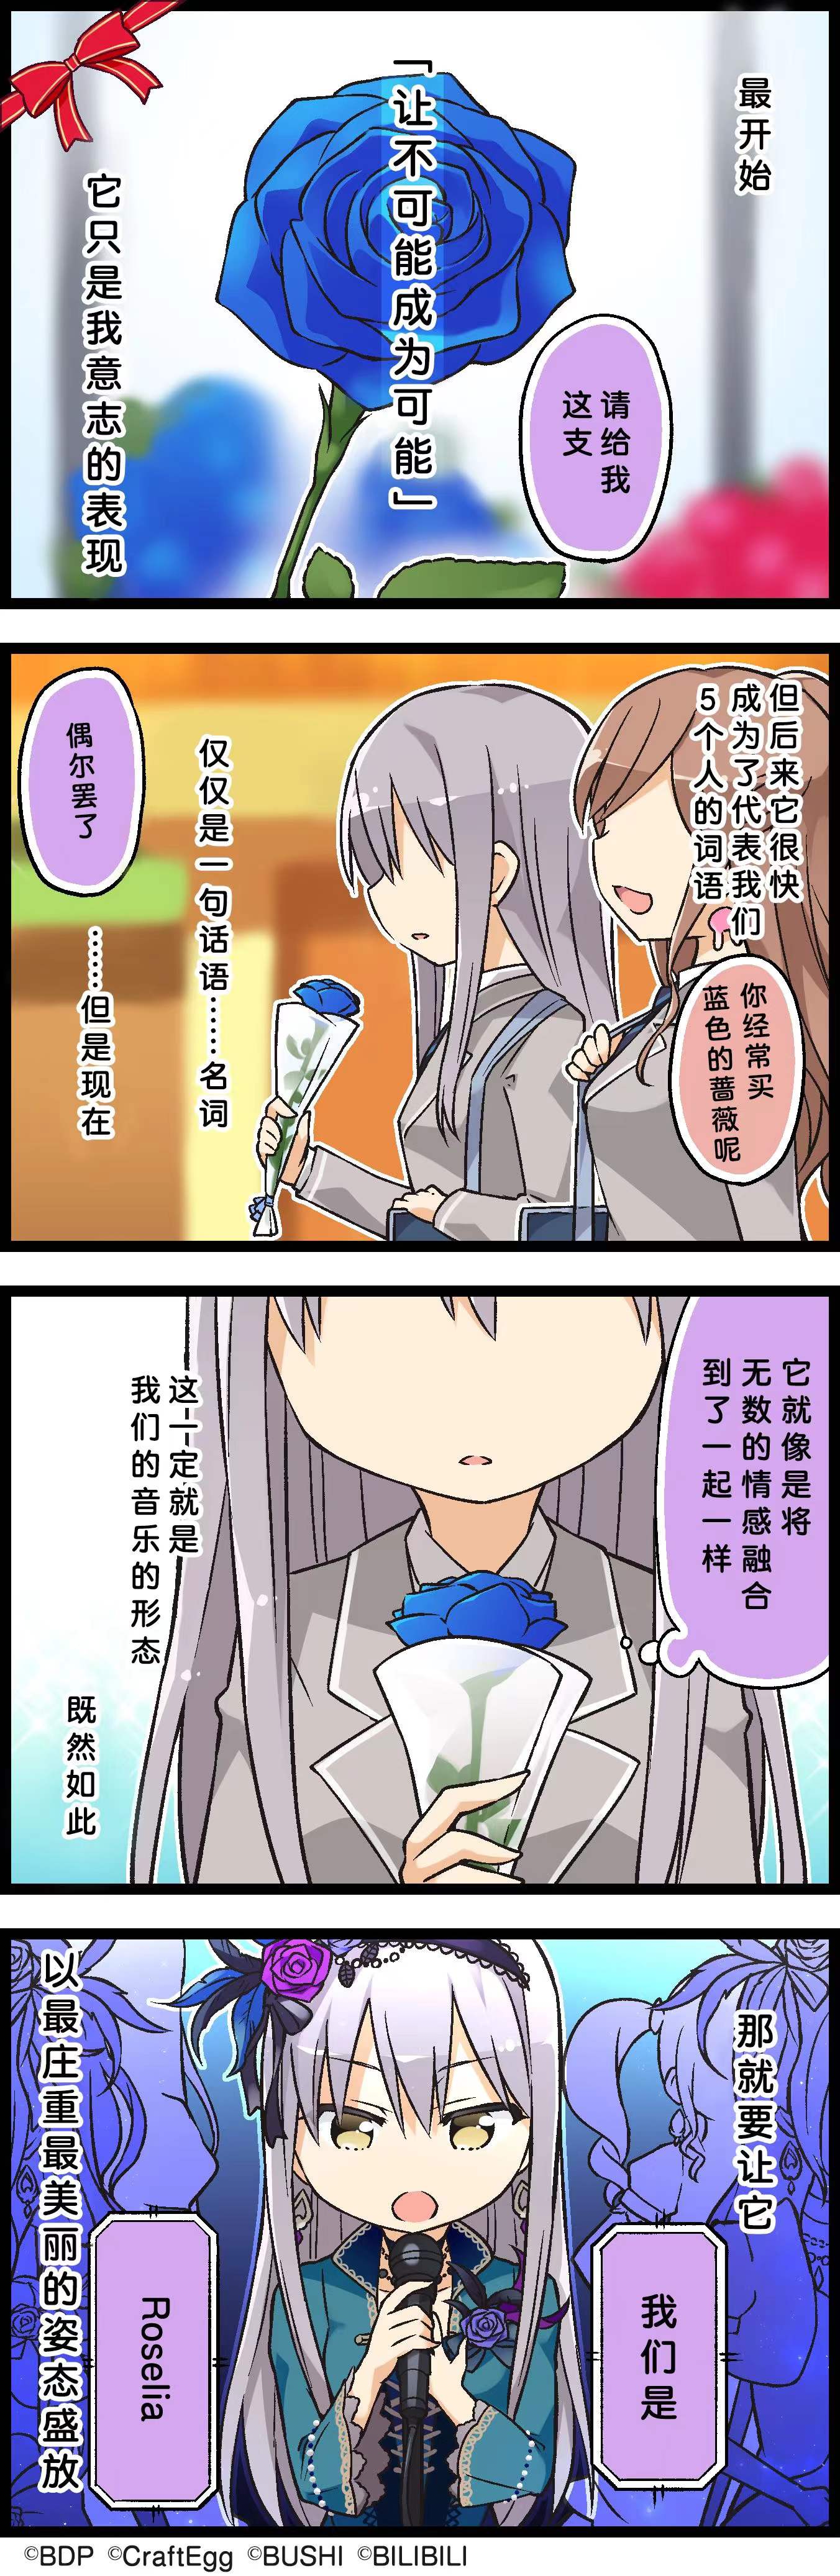 最开始
「让不可能成为可能」
请给我
这支
它只是我意志的表现
但后来它很快
成为了代表我们
5个人的词语
你经常买
蓝色的蔷薇呢
仅仅是一句话语……名词
偶尔罢了
……但是现在
它就像是将
无数的情感融合
到了一起一样
这一定就是
我们的音乐的形态
既然如此
那就要让它
我们是
Roselia
以最庄重最美丽的姿态盛放
©BDP ©CraftEgg ©BUSHI ©BILIBILI